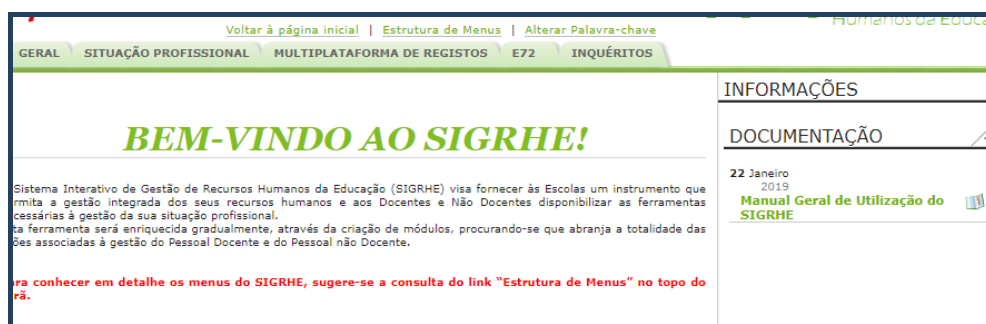 Humanos da Educa
Voltar à página inicial | Estrutura de Menus | Alterar Palavra-chave
GERAL SITUAÇÃO PROFISSIONAL MULTIPLATAFORMA DE REGISTOS E72 INQUÉRITOS
INFORMAÇÕES
BEM-VINDO AO SIGRHE!
Sistema Interativo de Gestão de Recursos Humanos da Educação (SIGRHE) visa fornecer às Escolas um instrumento que
rmita a gestão integrada dos seus recursos humanos e aos Docentes e Não Docentes disponibilizar as ferramentas
cessárias à gestão da sua situação profissional.
ta ferramenta será enriquecida gradualmente, através da criação de módulos, procurando-se que abranja a totalidade das
ões associadas à gestão do Pessoal Docente e do Pessoal não Docente.
ra conhecer em detalhe os menus do SIGRHE, sugere-se a consulta do link “Estrutura de Menus” no topo do
rã.
DOCUMENTAÇÃO
22 Janeiro
2019
Manual Geral de Utilização do
SIGRHE